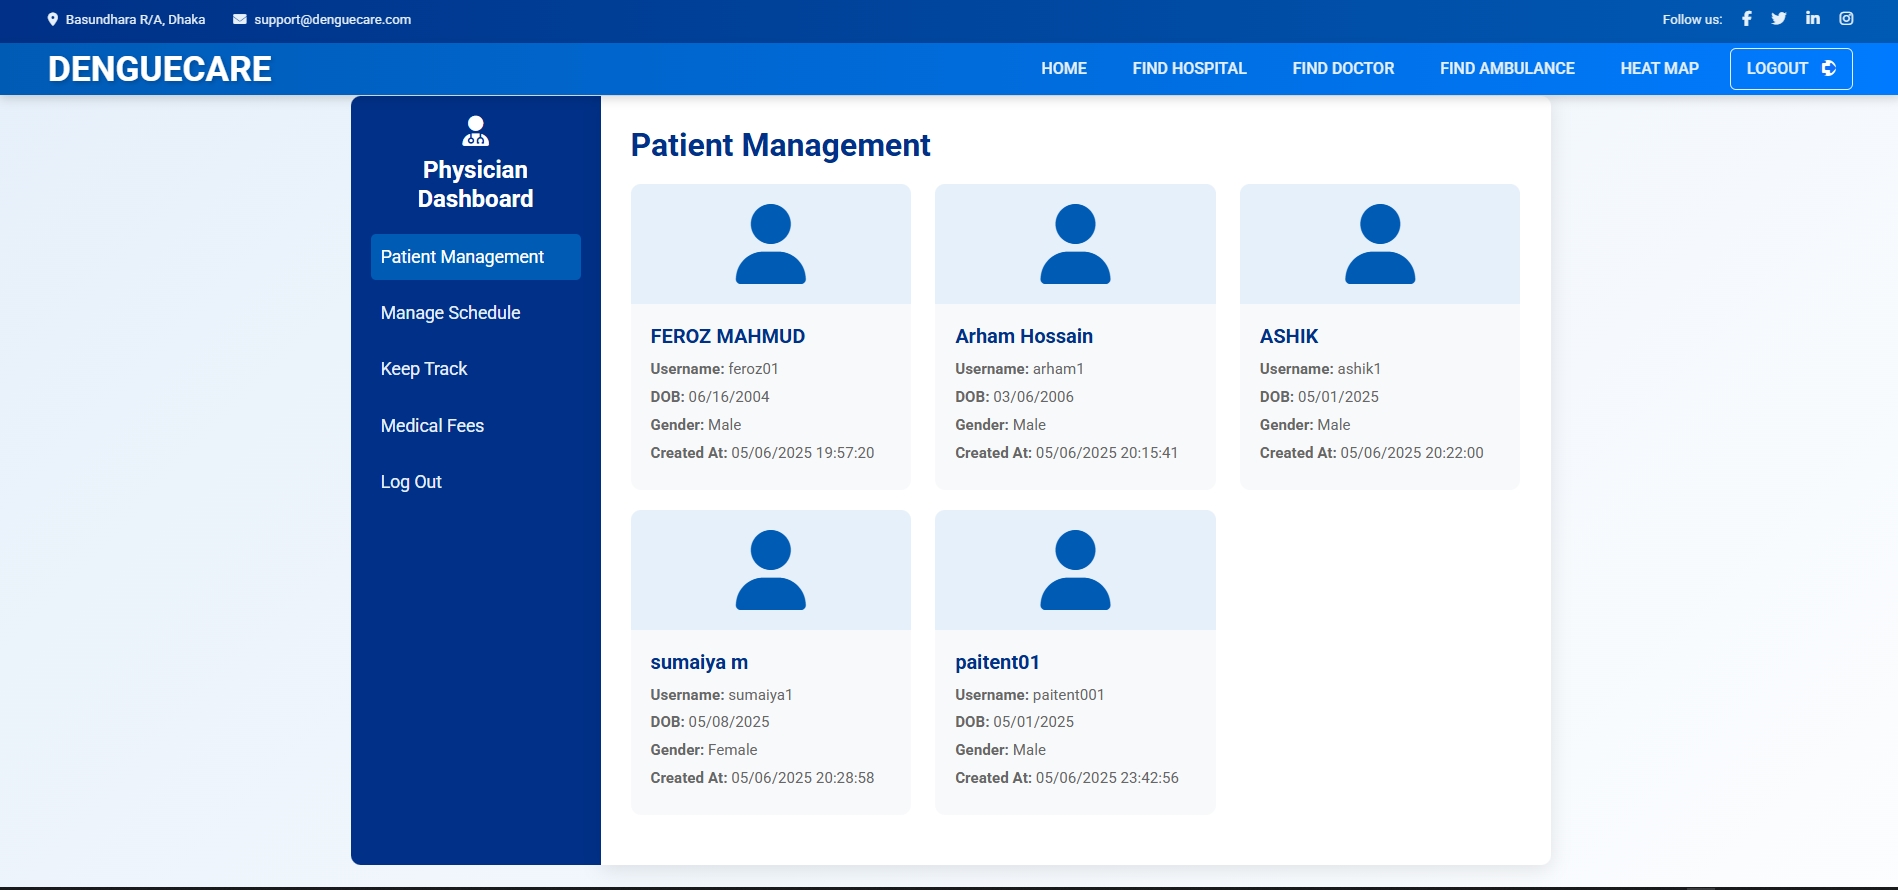 Basundhara R/A, Dhaka support@denguecare.com Follow us:
DENGUECARE HOME FIND HOSPITAL FIND DOCTOR FIND AMBULANCE HEAT MAP LOGOUT
Physician
Dashboard
Patient Management
Manage Schedule
Keep Track
Medical Fees
Log Out
Patient Management
FEROZ MAHMUD
Username: feroz01
DOB: 06/16/2004
Gender: Male
Created At: 05/06/2025 19:57:20
Arham Hossain
Username: arham1
DOB: 03/06/2006
Gender: Male
Created At: 05/06/2025 20:15:41
ASHIK
Username: ashik1
DOB: 05/01/2025
Gender: Male
Created At: 05/06/2025 20:22:00
sumaiya m
Username: sumaiya1
DOB: 05/08/2025
Gender: Female
Created At: 05/06/2025 20:28:58
paitent01
Username: paitent001
DOB: 05/01/2025
Gender: Male
Created At: 05/06/2025 23:42:56